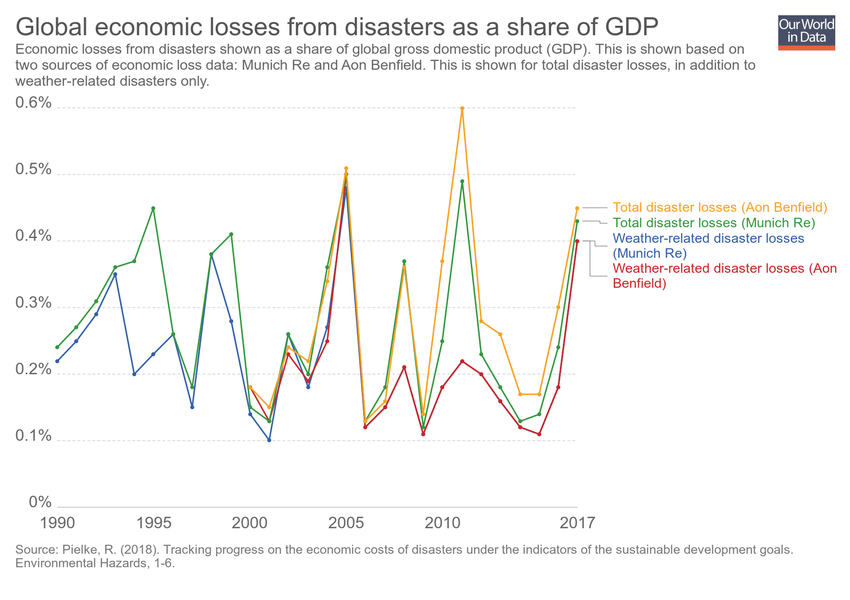 Global economic losses from disasters as a share of GDP
Our World
in Data
Economic losses from disasters shown as a share of global gross domestic product (GDP). This is shown based on
two sources of economic loss data: Munich Re and Aon Benfield. This is shown for total disaster losses, in addition to
weather-related disasters only.
0.6%
0.5%
0.4%
0.3%
0.2%
0.1%
0%
1990
1995
2000
2005
2010
2017
Total disaster losses (Aon Benfield)
Total disaster losses (Munich Re)
Weather-related disaster losses
(Munich Re)
Weather-related disaster losses (Aon
Benfield)
Source: Pielke, R. (2018). Tracking progress on the economic costs of disasters under the indicators of the sustainable development goals.
Environmental Hazards, 1-6.